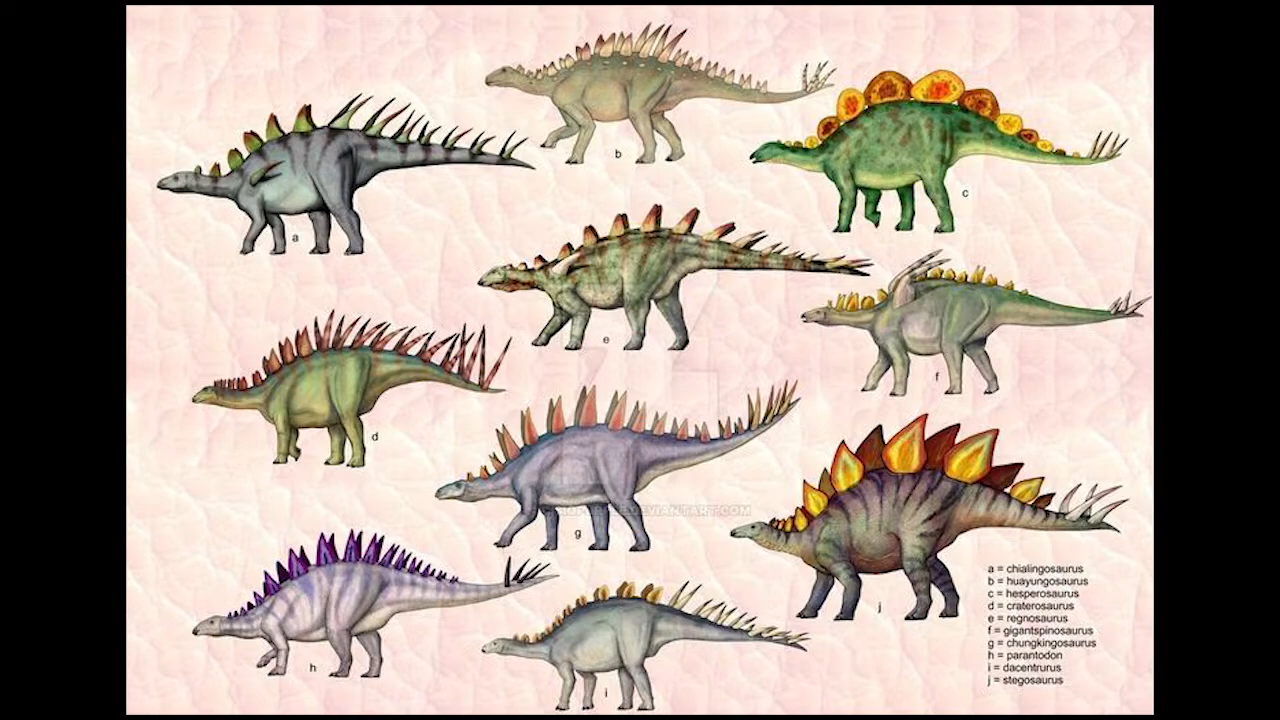 b
c
a
e
f
d
g
j
h
i
a = chialingosaurus
b = huayungosaurus
c = hesperosaurus
d = craterosaurus
e = regnosaurus
f = gigantspinosaurus
g = chungkingosaurus
h = parantodon
i = dacentrurus
j = stegosaurus